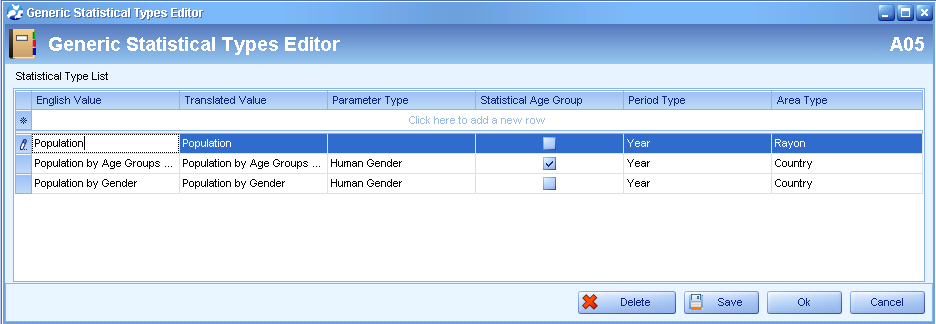 Generic Statistical Types Editor
Generic Statistical Types Editor A05
Statistical Type List
English Value Translated Value Parameter Type Statistical Age Group Period Type Area Type
Click here to add a new row
Population Population Year Rayon
Population by Age Groups ... Population by Age Groups ... Human Gender Year Country
Population by Gender Population by Gender Human Gender Year Country
Delete Save Ok Cancel